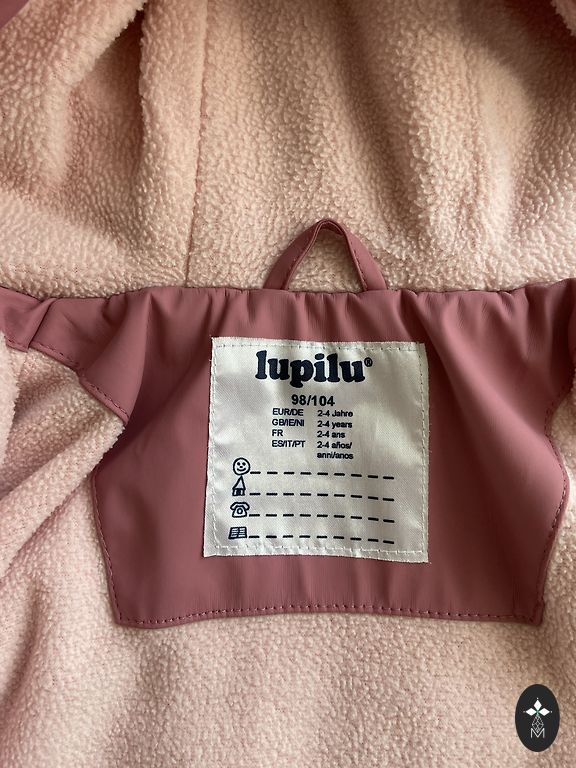 lupilu®
98/104
EUR/DE 2-4 Jahre
GB/IE/NI 2-4 years
FR 2-4 ans
ES/IT/PT 2-4 años/
anni/anos
M